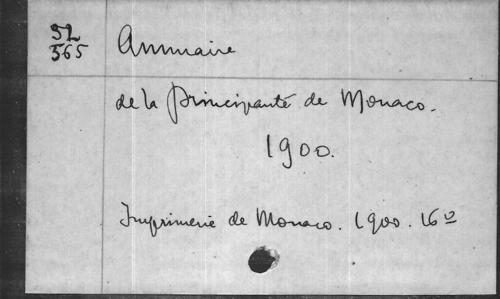 52
565
Annuaire
de la Principauté de Monaco.
1900.
Imprimerie de Monaco. 1900. 16º